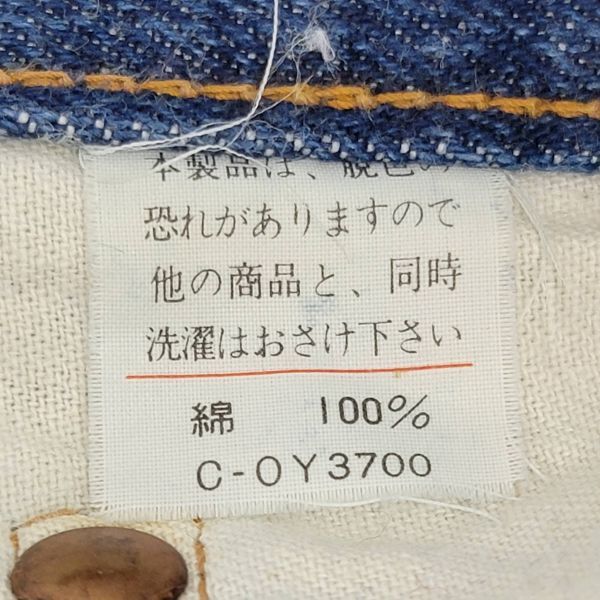 本製品は、脱色の
恐れがありますので
他の商品と、同時
洗濯はおさけ下さい
綿 100%
C-OY3700